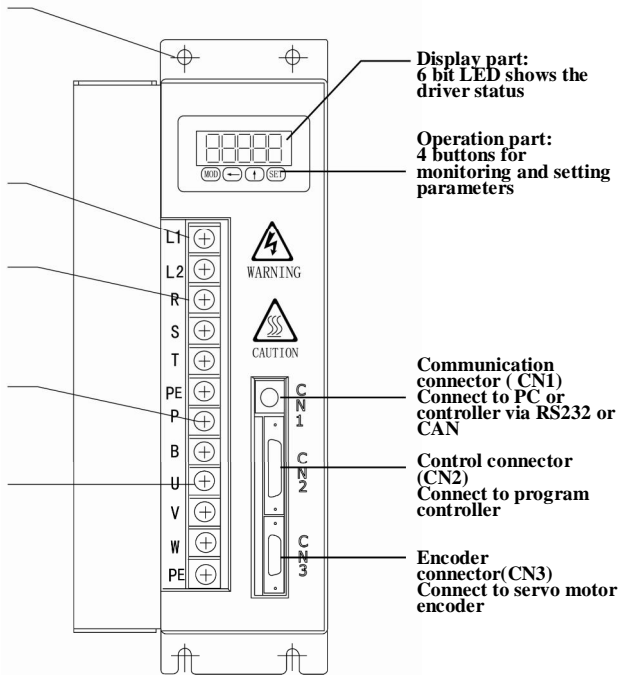 Display part:
6 bit LED shows the
driver status
Operation part:
4 buttons for
monitoring and setting
parameters
MOD
SET
L1
L2
R
S
T
PE
P
B
U
V
W
PE
WARNING
CAUTION
CN1
CN2
CN3
Communication
connector ( CN1)
Connect to PC or
controller via RS232 or
CAN
Control connector
(CN2)
Connect to program
controller
Encoder
connector(CN3)
Connect to servo motor
encoder